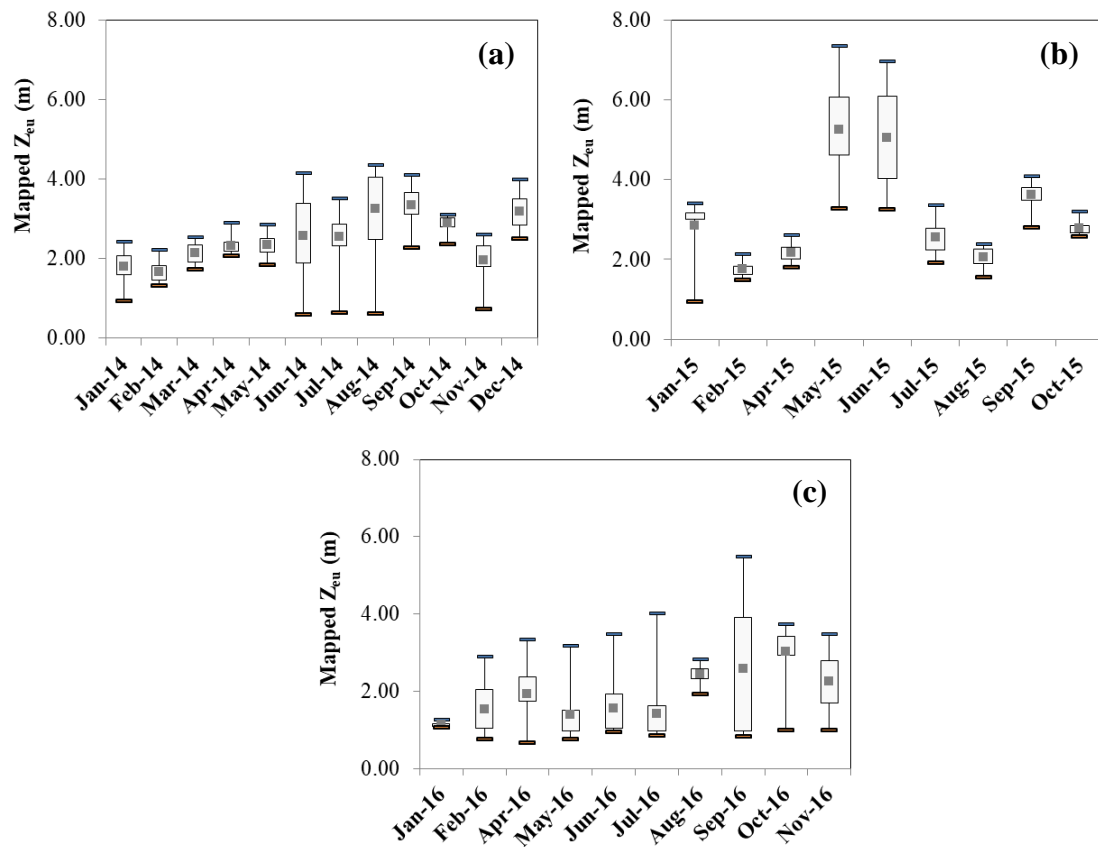 (a)
Mapped Zeu (m)
8.00
6.00
4.00
2.00
0.00
Jan-14
Feb-14
Mar-14
Apr-14
May-14
Jun-14
Jul-14
Aug-14
Sep-14
Oct-14
Nov-14
Dec-14
(b)
Mapped Zeu (m)
8.00
6.00
4.00
2.00
0.00
Jan-15
Feb-15
Apr-15
May-15
Jun-15
Jul-15
Aug-15
Sep-15
Oct-15
(c)
Mapped Zeu (m)
8.00
6.00
4.00
2.00
0.00
Jan-16
Feb-16
Apr-16
May-16
Jun-16
Jul-16
Aug-16
Sep-16
Oct-16
Nov-16